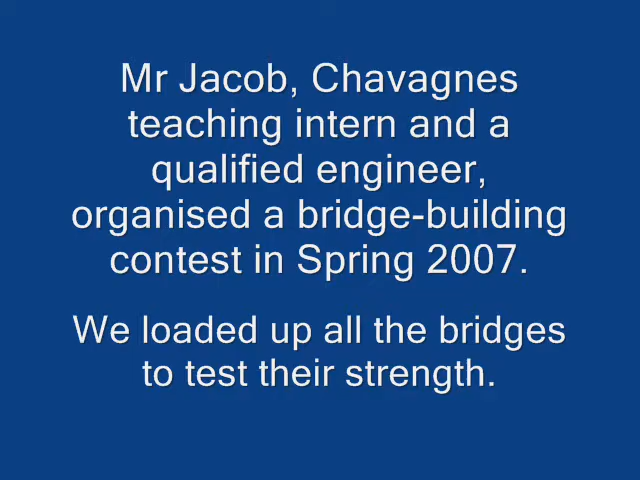 Mr Jacob, Chavagnes
teaching intern and a
qualified engineer,
organised a bridge-building
contest in Spring 2007.
We loaded up all the bridges
to test their strength.